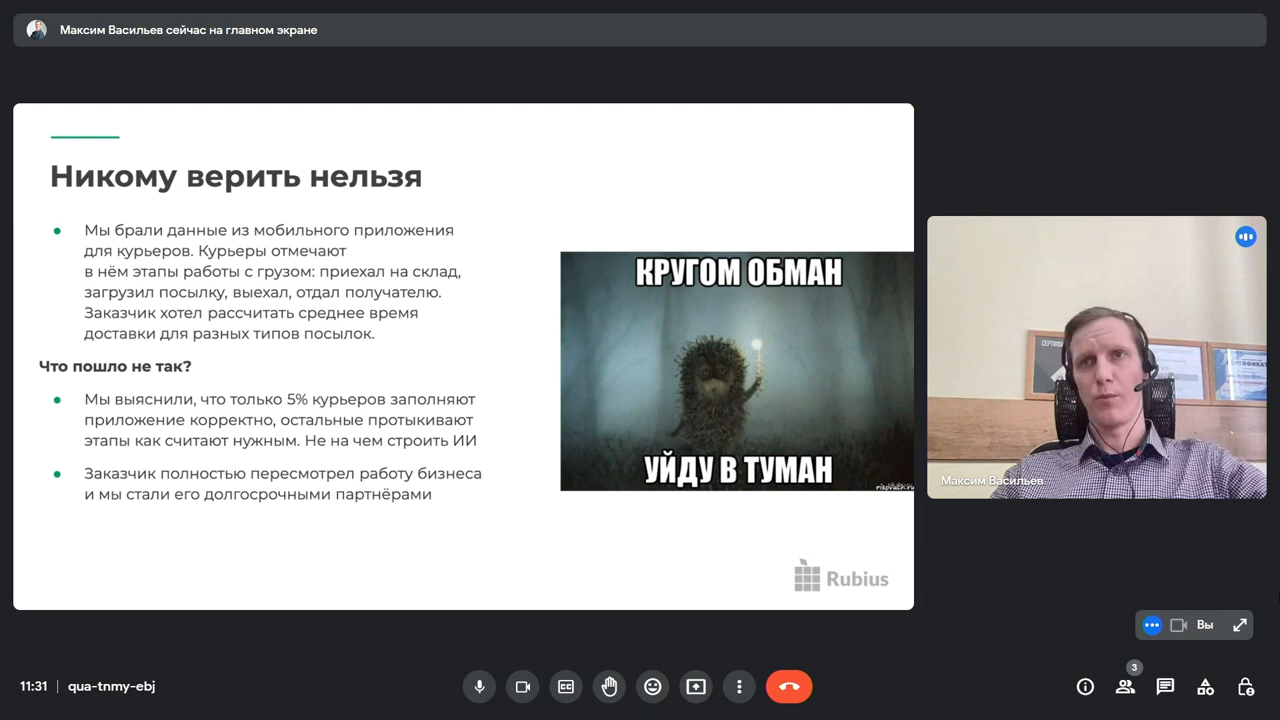 Максим Васильев сейчас на главном экране
Никому верить нельзя
Мы брали данные из мобильного приложения
для курьеров. Курьеры отмечают
в нём этапы работы с грузом: приехал на склад,
загрузил посылку, выехал, отдал получателю.
Заказчик хотел рассчитать среднее время
доставки для разных типов посылок.
Что пошло не так?
Мы выяснили, что только 5% курьеров заполняют
приложение корректно, остальные протыкивают
этапы как считают нужным. Не на чем строить ИИ
Заказчик полностью пересмотрел работу бизнеса
и мы стали его долгосрочными партнёрами
КРУГОМ ОБМАН
УЙДУ В ТУМАН
Rubius
Максим Васильев
Вы
11:31
qua-tnmy-ebj
3